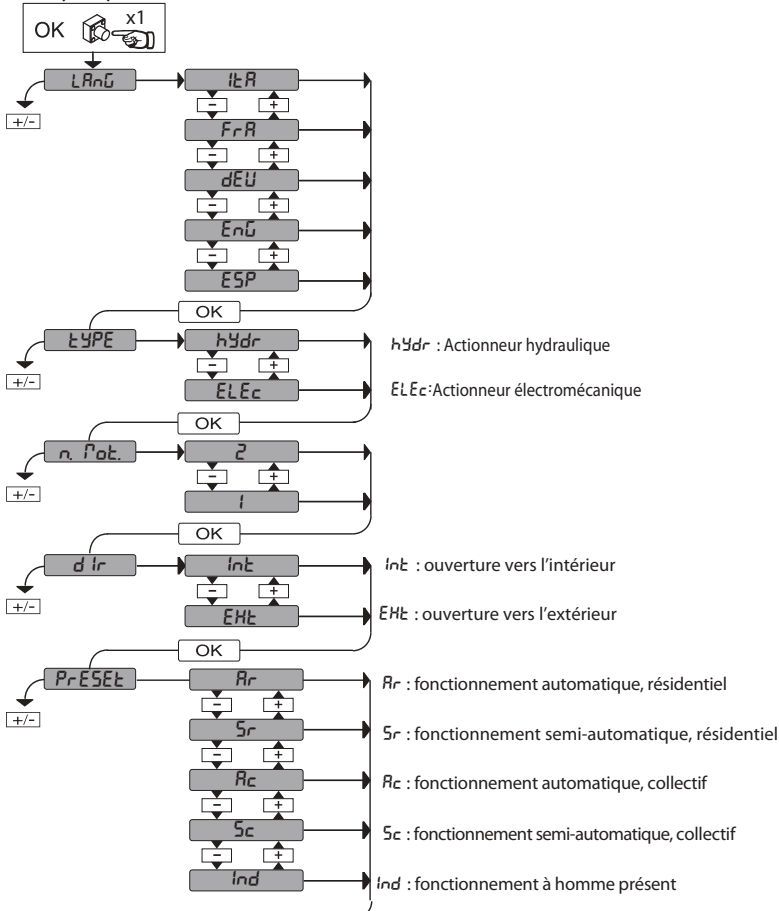 OK x1
LAnG ItA
- +
+/-
FrA
- +
dEU
- +
EnG
- +
ESP
OK
tYPE hYdr hYdr : Actionneur hydraulique
- +
+/-
ELEc ELEc:Actionneur électromécanique
OK
n. Mot. 2
- +
+/-
1
OK
dIr Int Int : ouverture vers l'intérieur
- +
+/-
EHt EHt : ouverture vers l'extérieur
OK
PrESEt Ar Ar : fonctionnement automatique, résidentiel
- +
+/-
Sr Sr : fonctionnement semi-automatique, résidentiel
- +
Ac Ac : fonctionnement automatique, collectif
- +
Sc Sc : fonctionnement semi-automatique, collectif
- +
Ind Ind : fonctionnement à homme présent